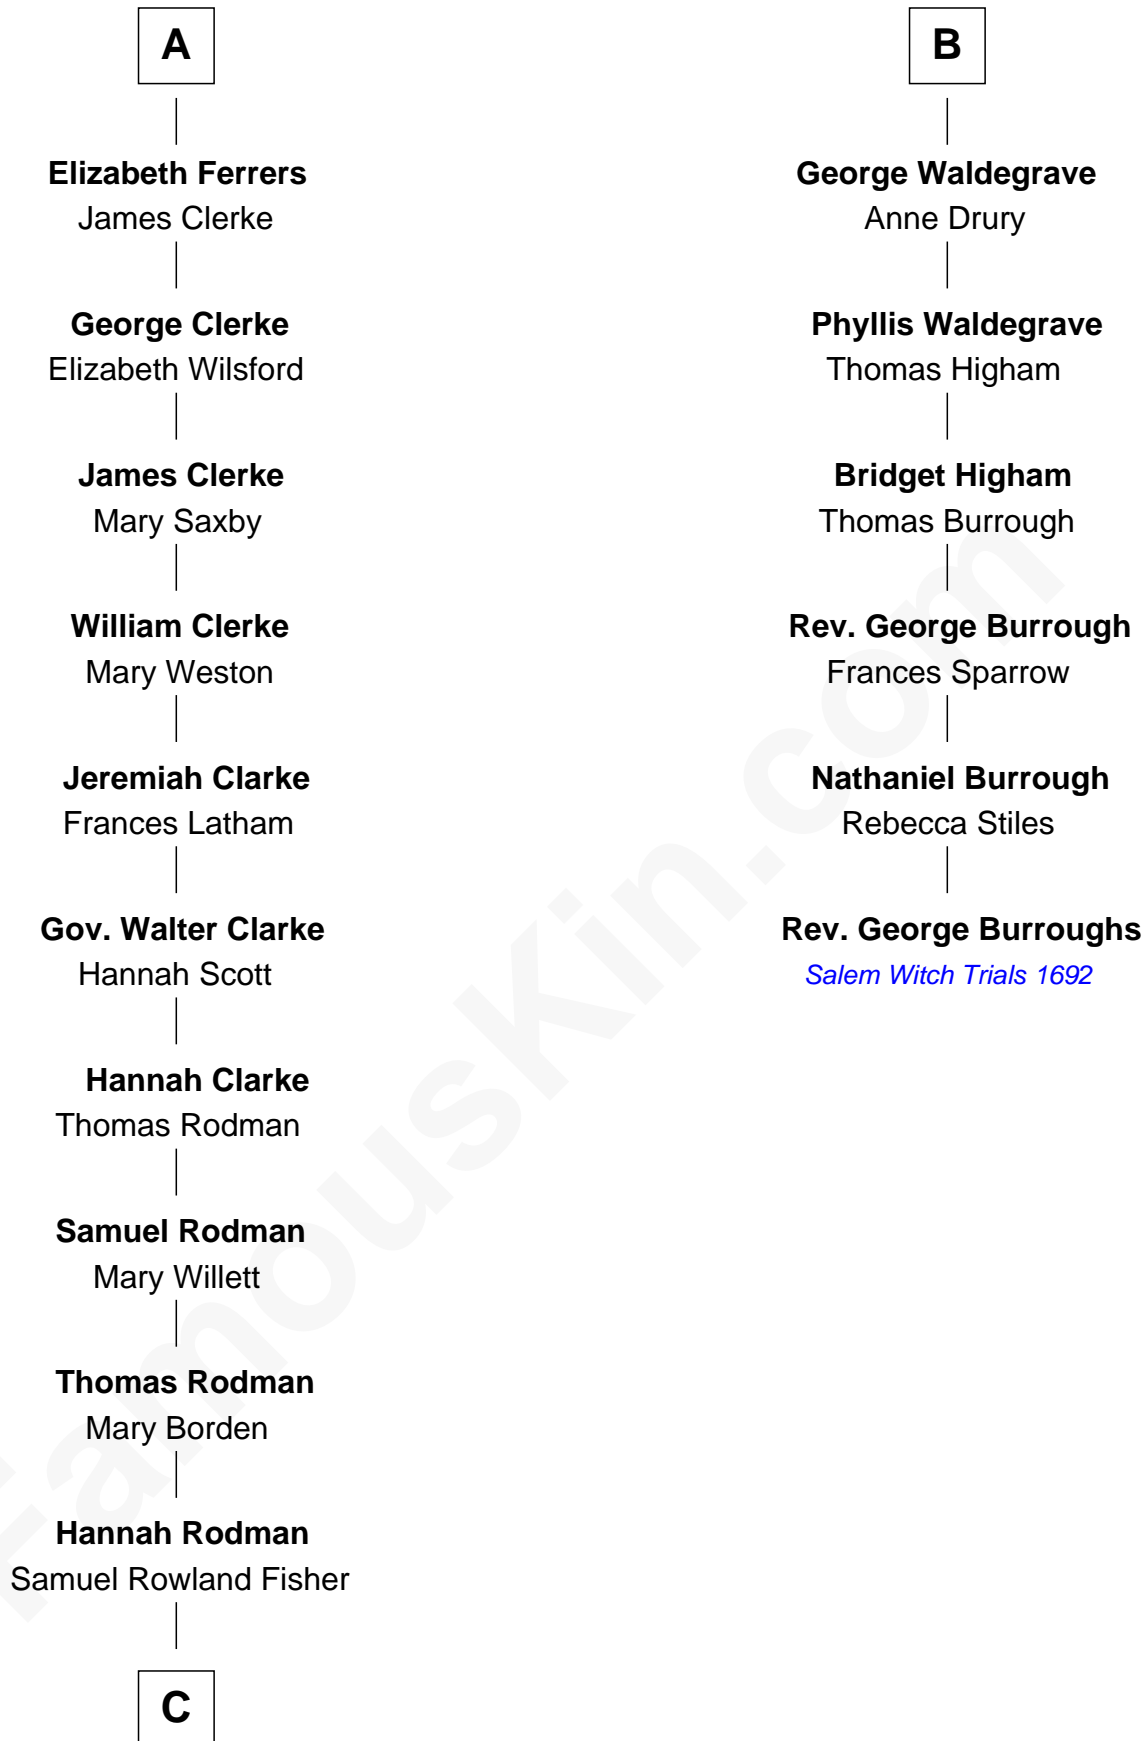 A
Elizabeth Ferrers
James Clerke
George Clerke
Elizabeth Wilsford
James Clerke
Mary Saxby
William Clerke
Mary Weston
Jeremiah Clarke
Frances Latham
Gov. Walter Clarke
Hannah Scott
Hannah Clarke
Thomas Rodman
Samuel Rodman
Mary Willett
Thomas Rodman
Mary Borden
Hannah Rodman
Samuel Rowland Fisher
C
B
George Waldegrave
Anne Drury
Phyllis Waldegrave
Thomas Higham
Bridget Higham
Thomas Burrough
Rev. George Burrough
Frances Sparrow
Nathaniel Burrough
Rebecca Stiles
Rev. George Burroughs
Salem Witch Trials 1692
FamousKin.com